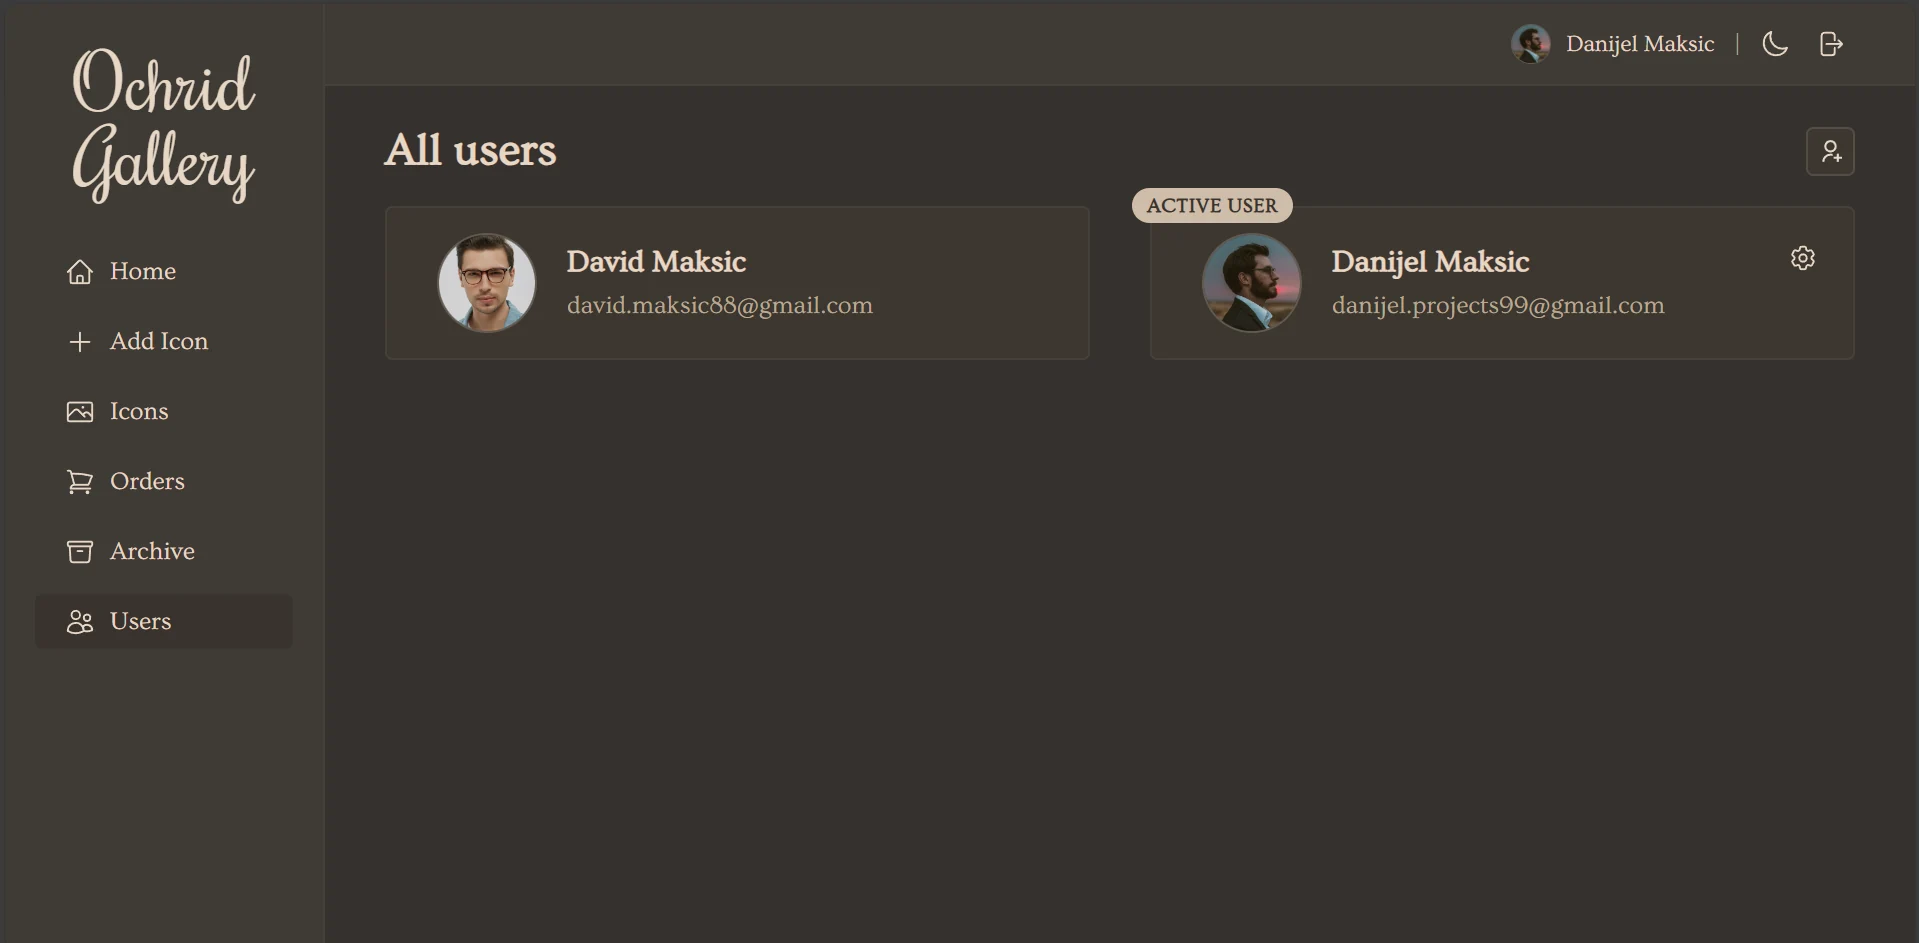 Ochrid
Gallery
Home
Add Icon
Icons
Orders
Archive
Users
Danijel Maksic
All users
David Maksic
david.maksic88@gmail.com
ACTIVE USER
Danijel Maksic
danijel.projects99@gmail.com